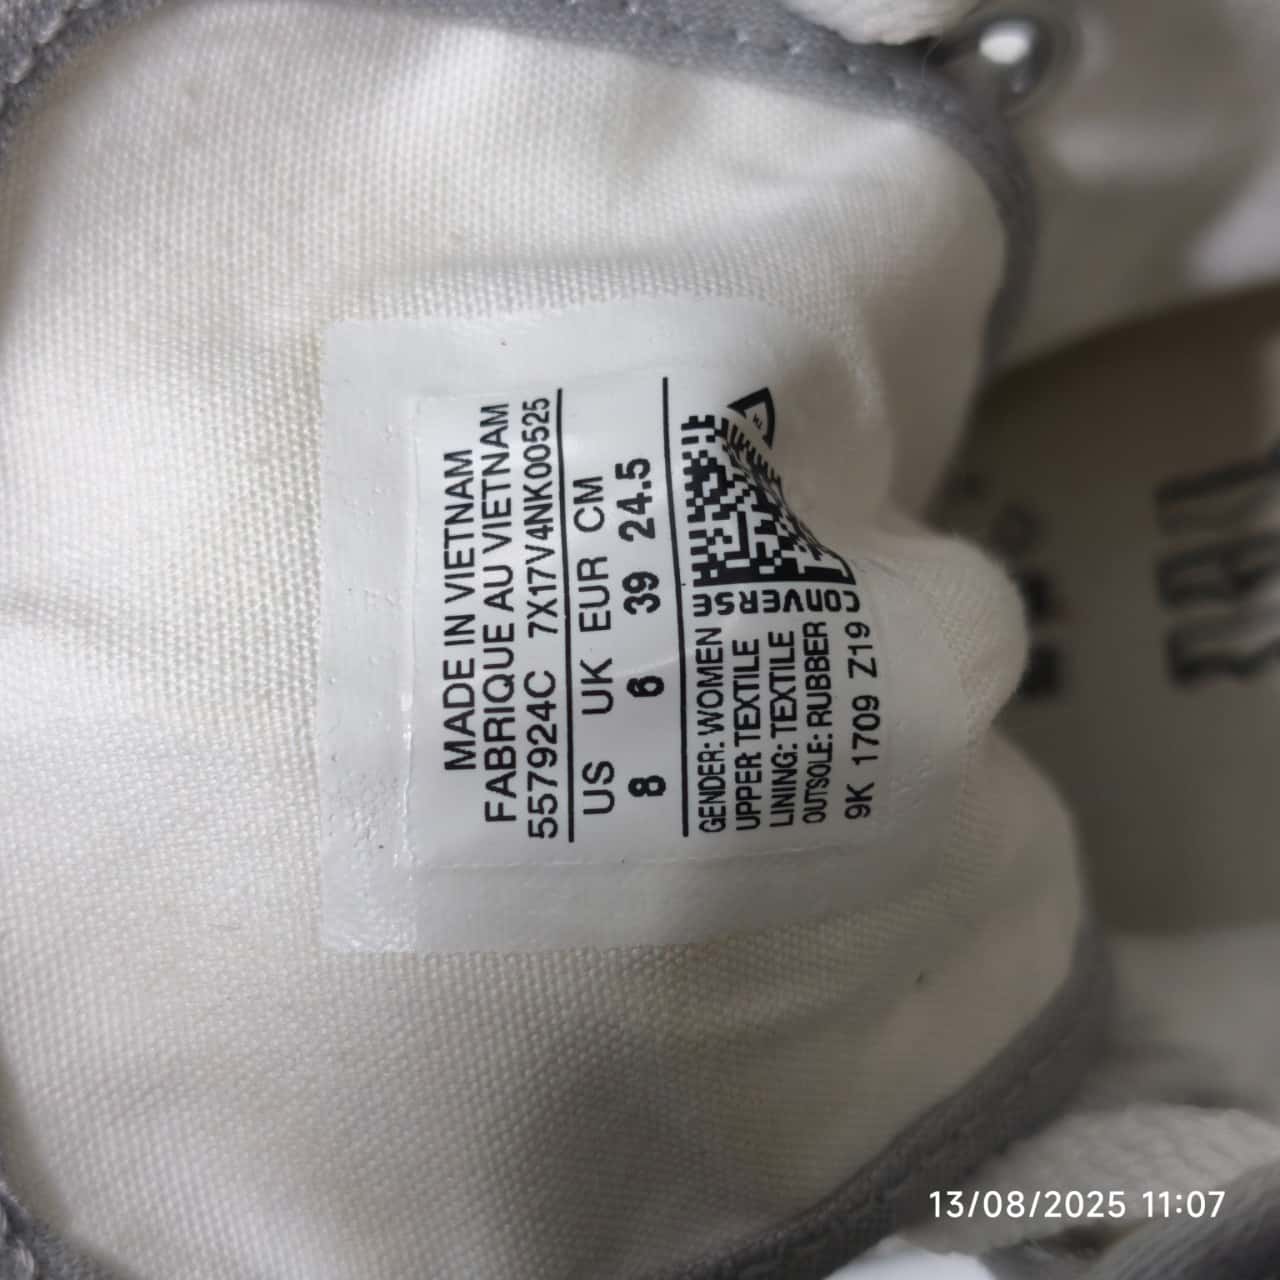 MADE IN VIETNAM
FABRIQUE AU VIETNAM
557924C 7X17V4NK00525
US UK EUR CM
8 6 39 24.5
GENDER: WOMEN
UPPER TEXTILE
LINING: TEXTILE
OUTSOLE: RUBBER
9K 1709 Z19
CONVERSE
13/08/2025 11:07